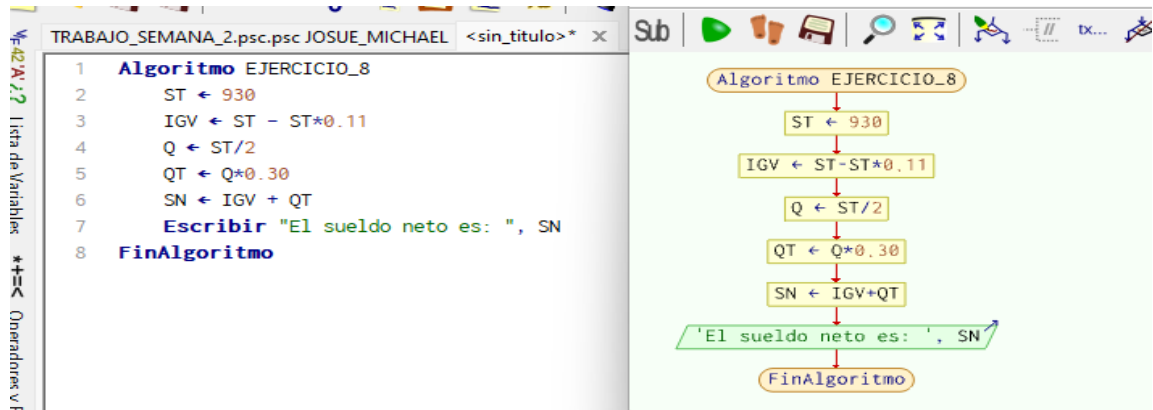 TRABAJO_SEMANA_2.psc.psc JOSUE_MICHAEL <sin_titulo>* ×
Sub
tx...
42 'A' ¿?
Lista de Variables
*+=<
Operadores y
1 Algoritmo EJERCICIO_8
2 ST ← 930
3 IGV ← ST - ST*0.11
4 Q ← ST/2
5 QT ← Q*0.30
6 SN ← IGV + QT
7 Escribir "El sueldo neto es: ", SN
8 FinAlgoritmo
Algoritmo EJERCICIO_8
ST ← 930
IGV ← ST-ST*0.11
Q ← ST/2
QT ← Q*0.30
SN ← IGV+QT
'El sueldo neto es: ', SN
FinAlgoritmo